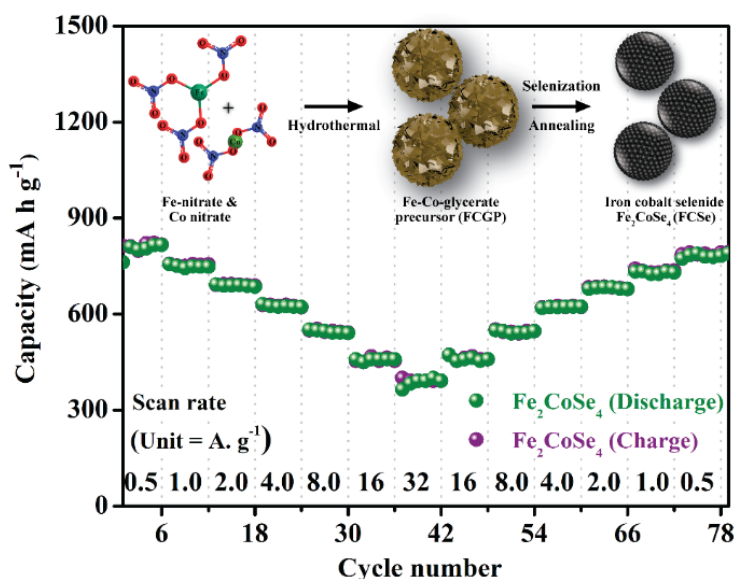 1500
1200
900
600
300
0
Capacity (mA h g⁻¹)
Hydrothermal
Selenization
Annealing
Fe-nitrate &
Co nitrate
Fe-Co-glycerate
precursor (FCGP)
Iron cobalt selenide
Fe₂CoSe₄ (FCSe)
+
Scan rate
(Unit = A. g⁻¹)
Fe₂CoSe₄ (Discharge)
Fe₂CoSe₄ (Charge)
0.5 1.0 2.0 4.0 8.0 16 32 16 8.0 4.0 2.0 1.0 0.5
6 18 30 42 54 66 78
Cycle number